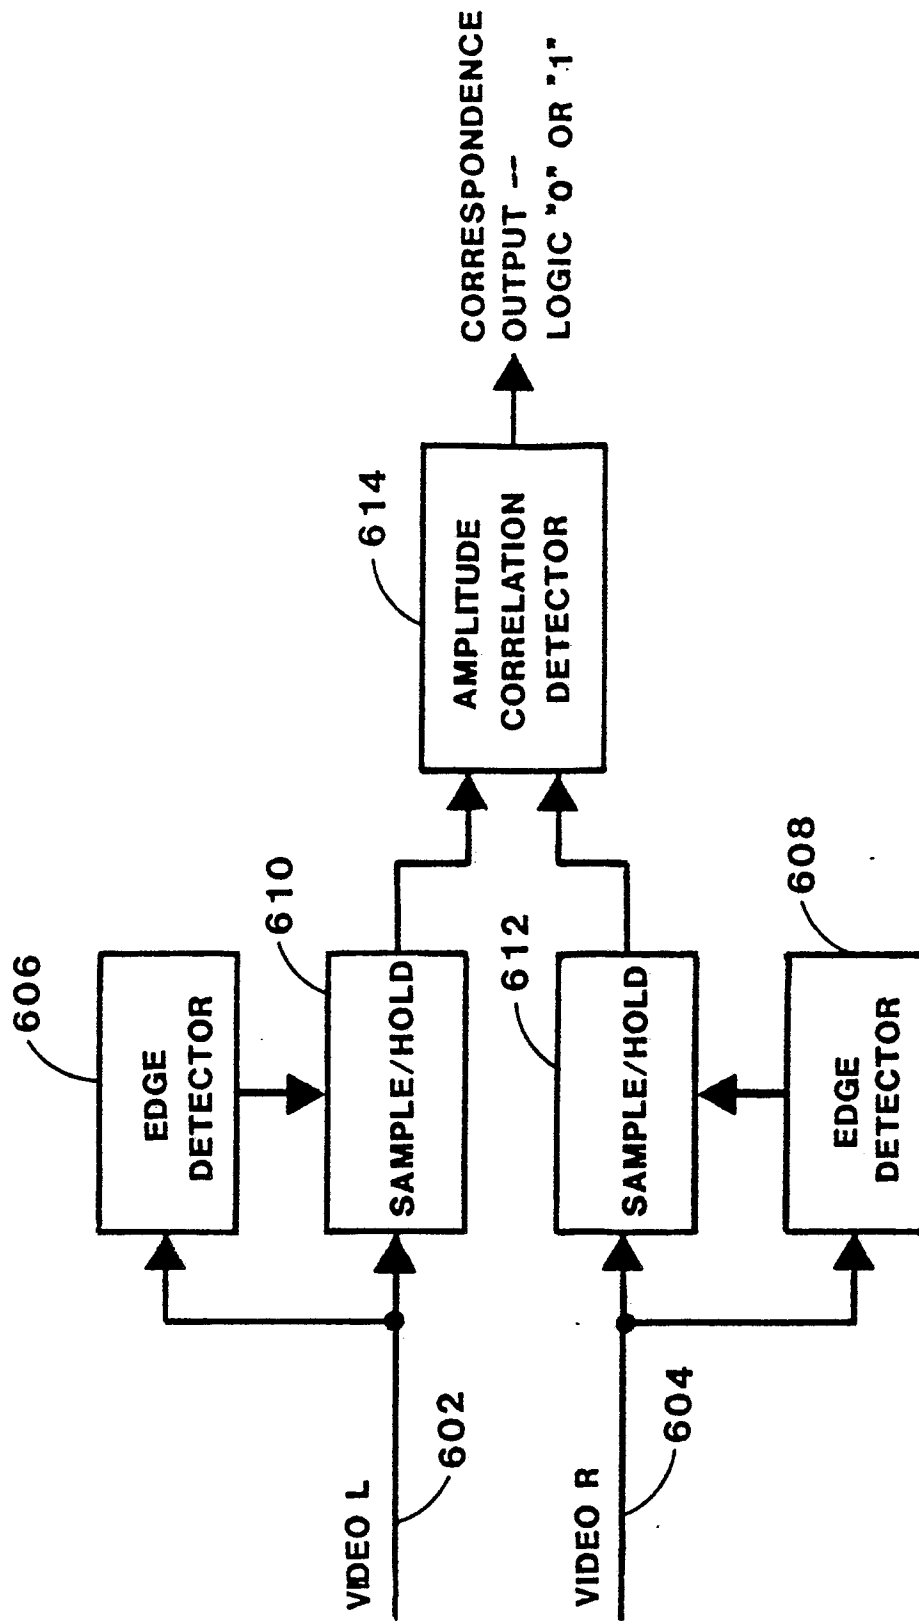 606
EDGE
DETECTOR
610
SAMPLE/HOLD
VIDEO L
602
614
AMPLITUDE
CORRELATION
DETECTOR
CORRESPONDENCE
OUTPUT --
LOGIC "0" OR "1"
612
SAMPLE/HOLD
VIDEO R
604
608
EDGE
DETECTOR